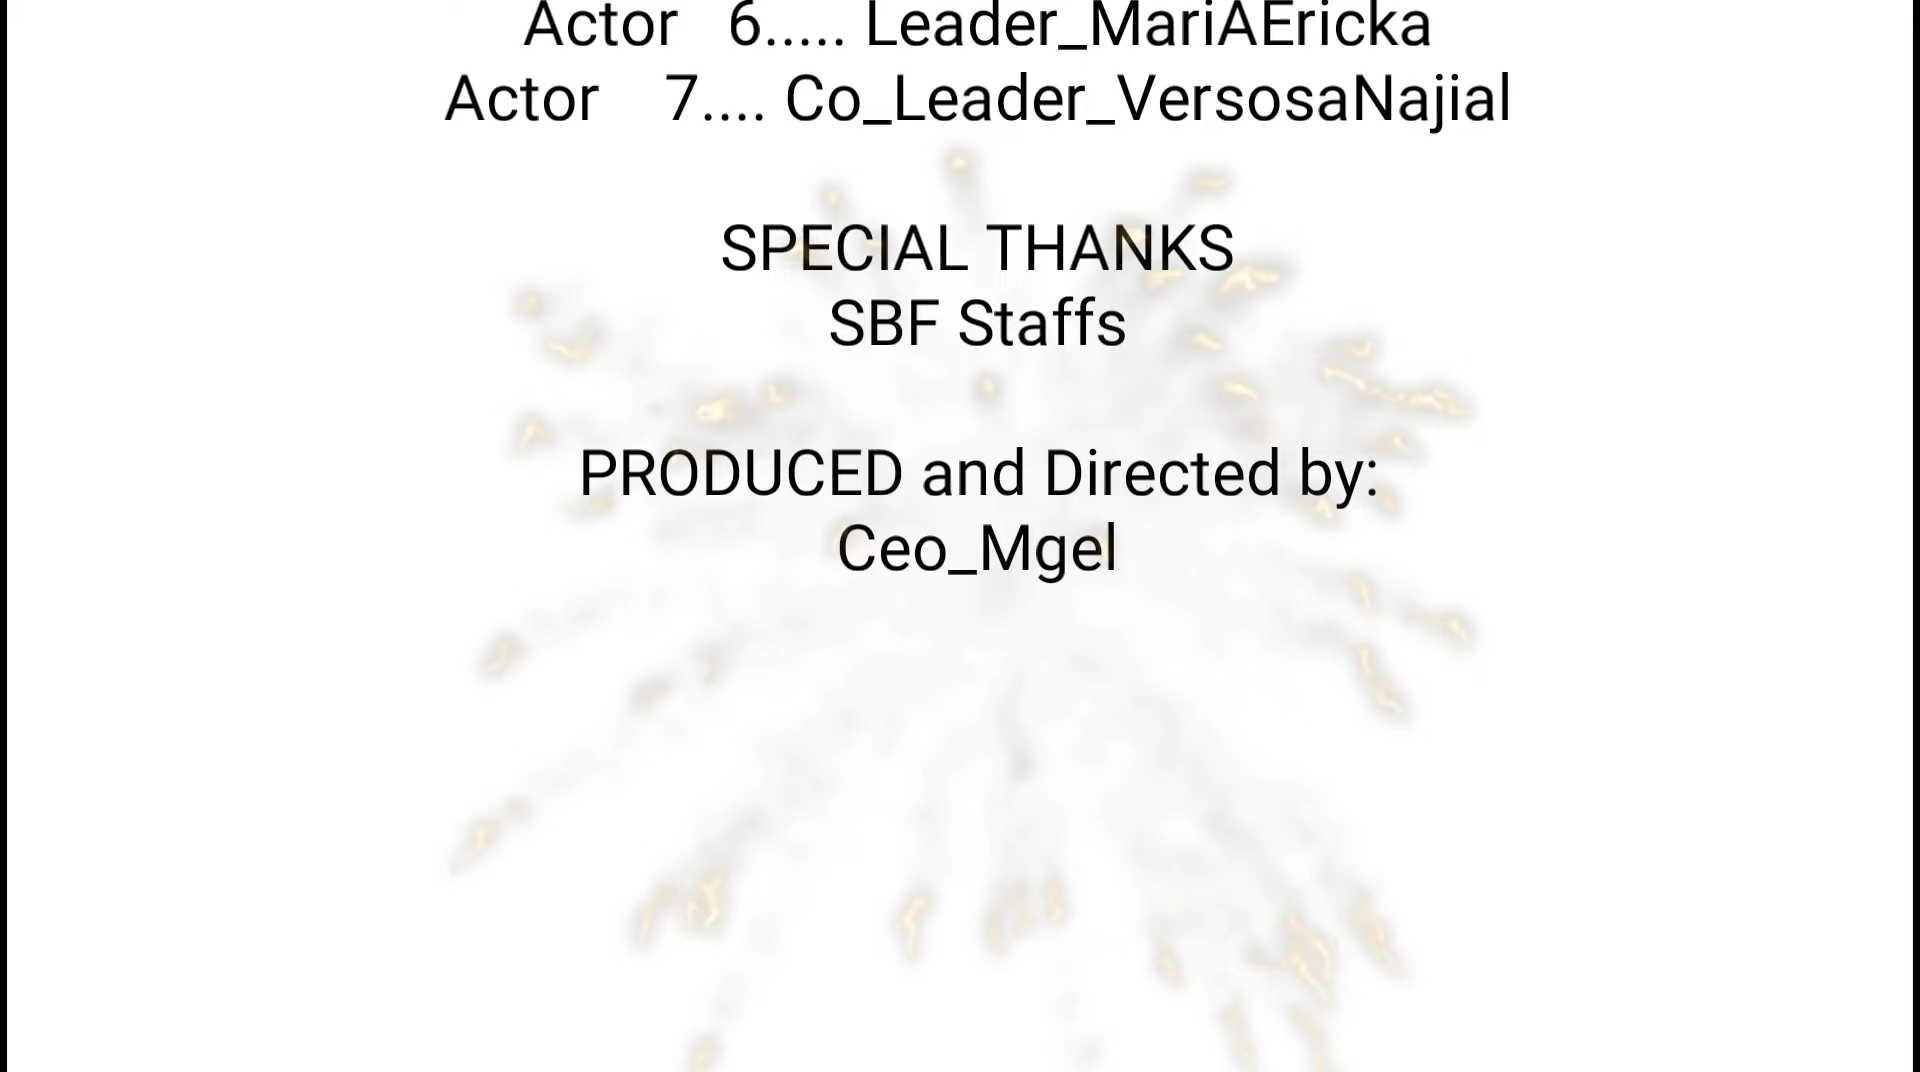 Actor 6..... Leader_MariAEricka
Actor 7.... Co_Leader_VersosaNajial
SPECIAL THANKS
SBF Staffs
PRODUCED and Directed by:
Ceo_Mgel